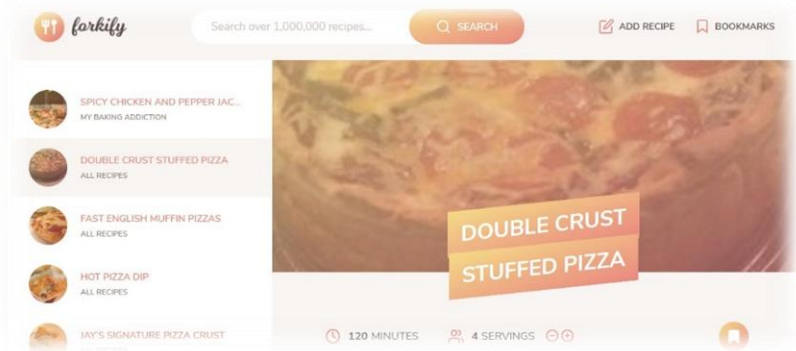 forkify
Search over 1,000,000 recipes...
SEARCH
ADD RECIPE
BOOKMARKS
SPICY CHICKEN AND PEPPER JAC...
MY BAKING ADDICTION
DOUBLE CRUST STUFFED PIZZA
ALL RECIPES
FAST ENGLISH MUFFIN PIZZAS
ALL RECIPES
HOT PIZZA DIP
ALL RECIPES
JAY'S SIGNATURE PIZZA CRUST
DOUBLE CRUST
STUFFED PIZZA
120 MINUTES
4 SERVINGS